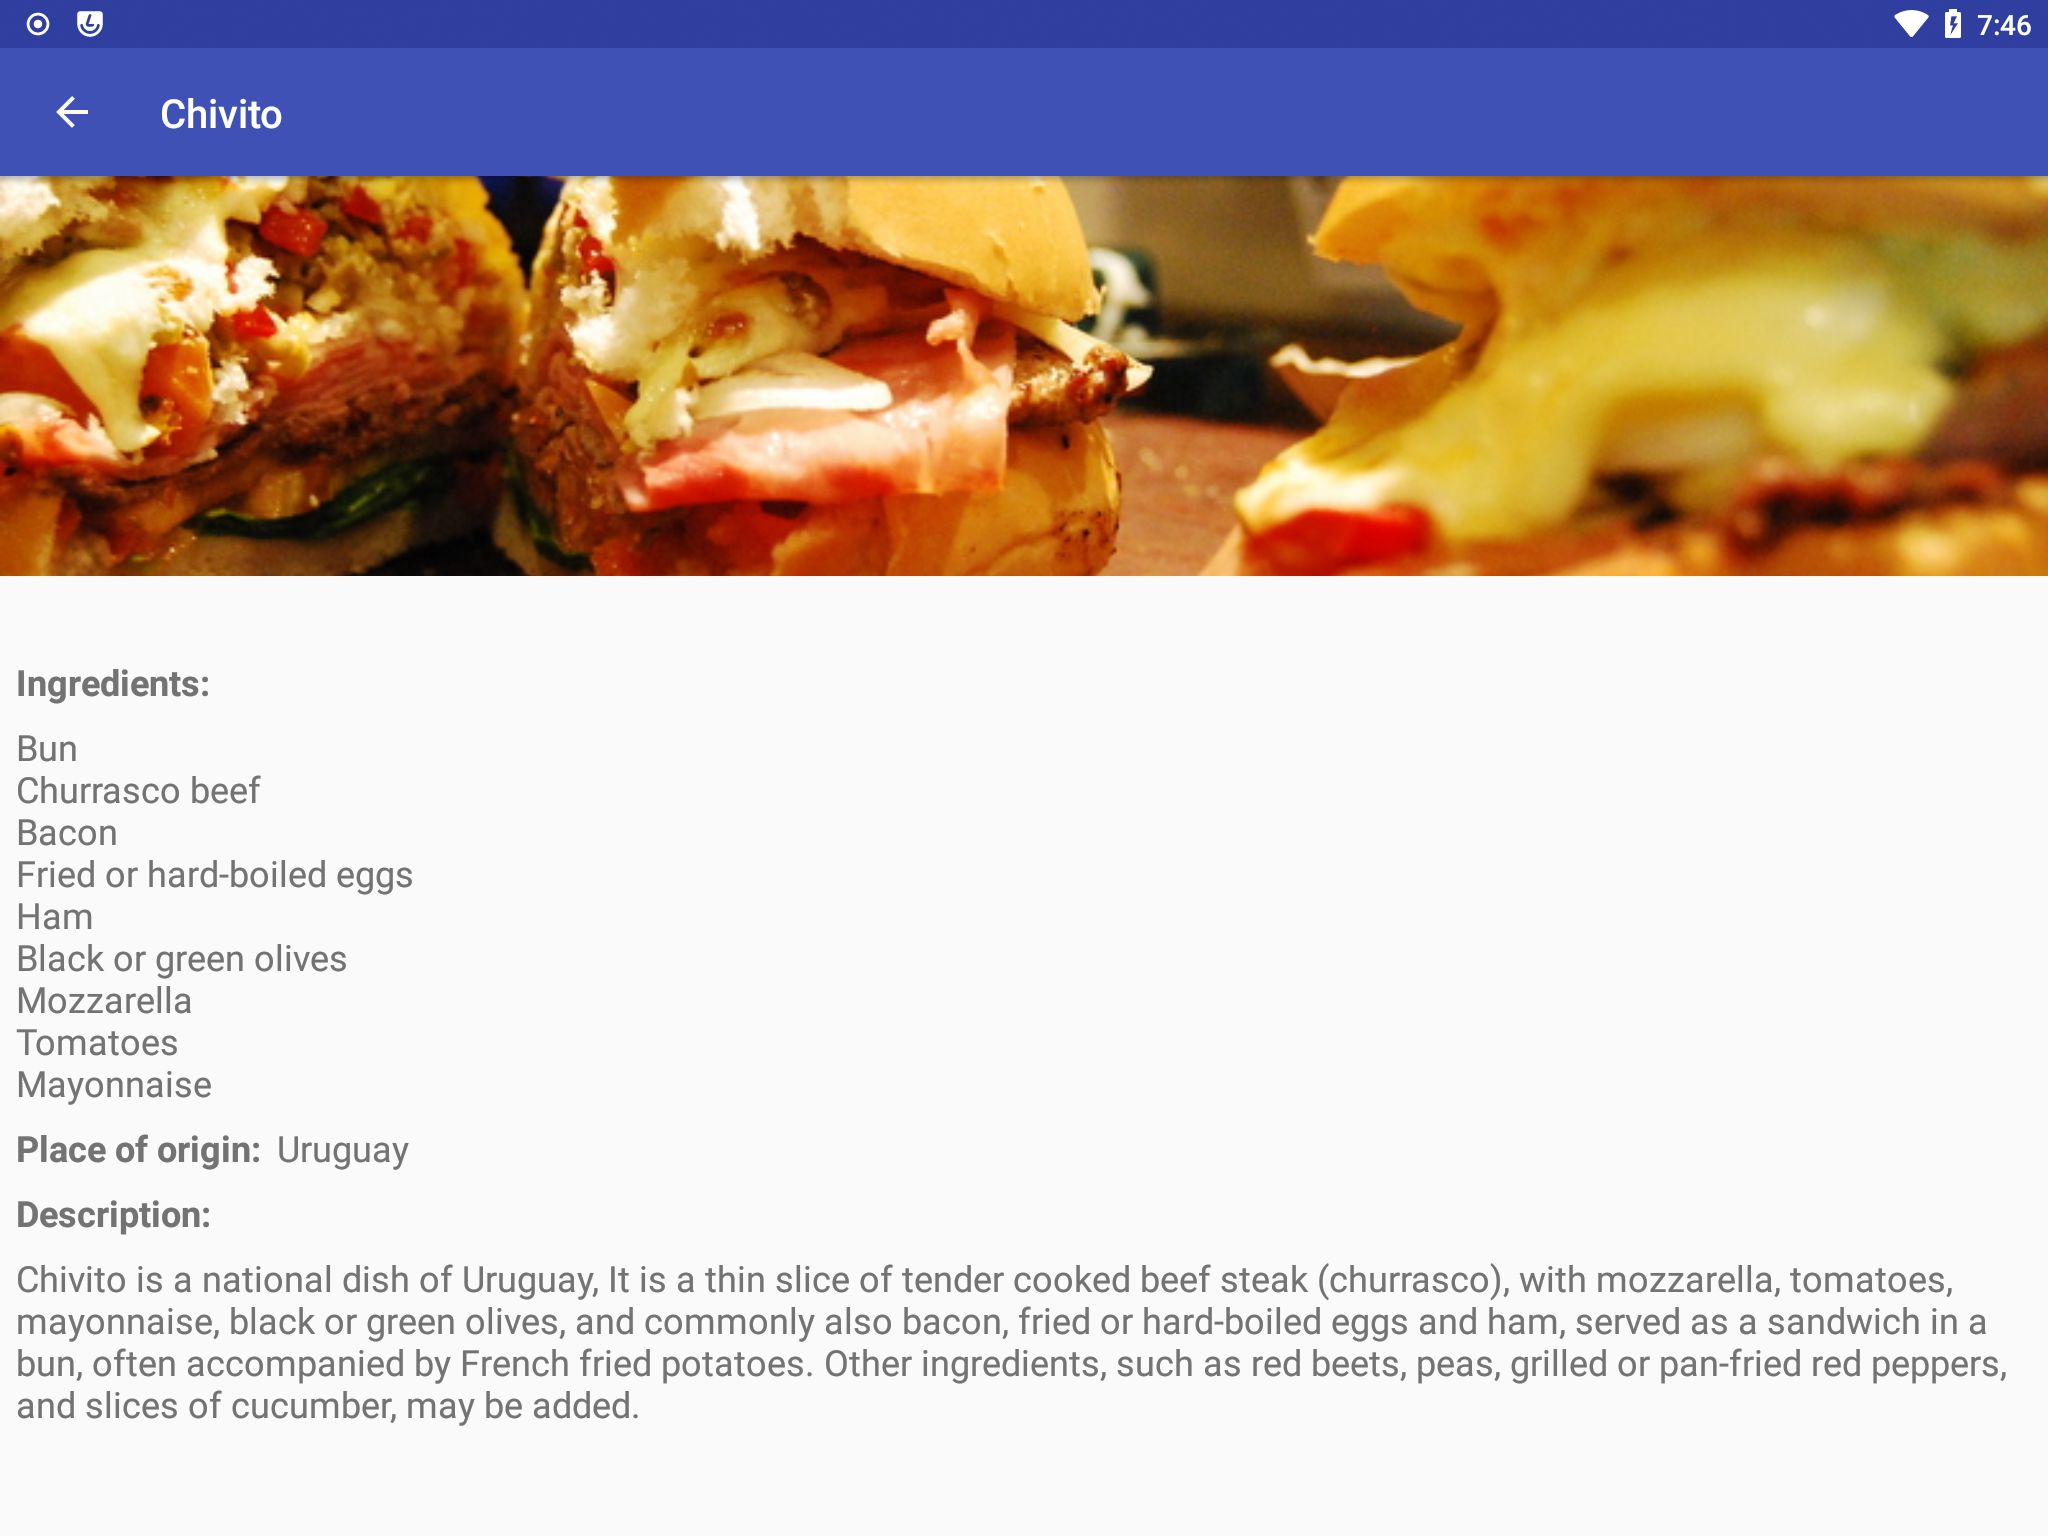 7:46
Chivito
Ingredients:
Bun
Churrasco beef
Bacon
Fried or hard-boiled eggs
Ham
Black or green olives
Mozzarella
Tomatoes
Mayonnaise
Place of origin: Uruguay
Description:
Chivito is a national dish of Uruguay, It is a thin slice of tender cooked beef steak (churrasco), with mozzarella, tomatoes,
mayonnaise, black or green olives, and commonly also bacon, fried or hard-boiled eggs and ham, served as a sandwich in a
bun, often accompanied by French fried potatoes. Other ingredients, such as red beets, peas, grilled or pan-fried red peppers,
and slices of cucumber, may be added.